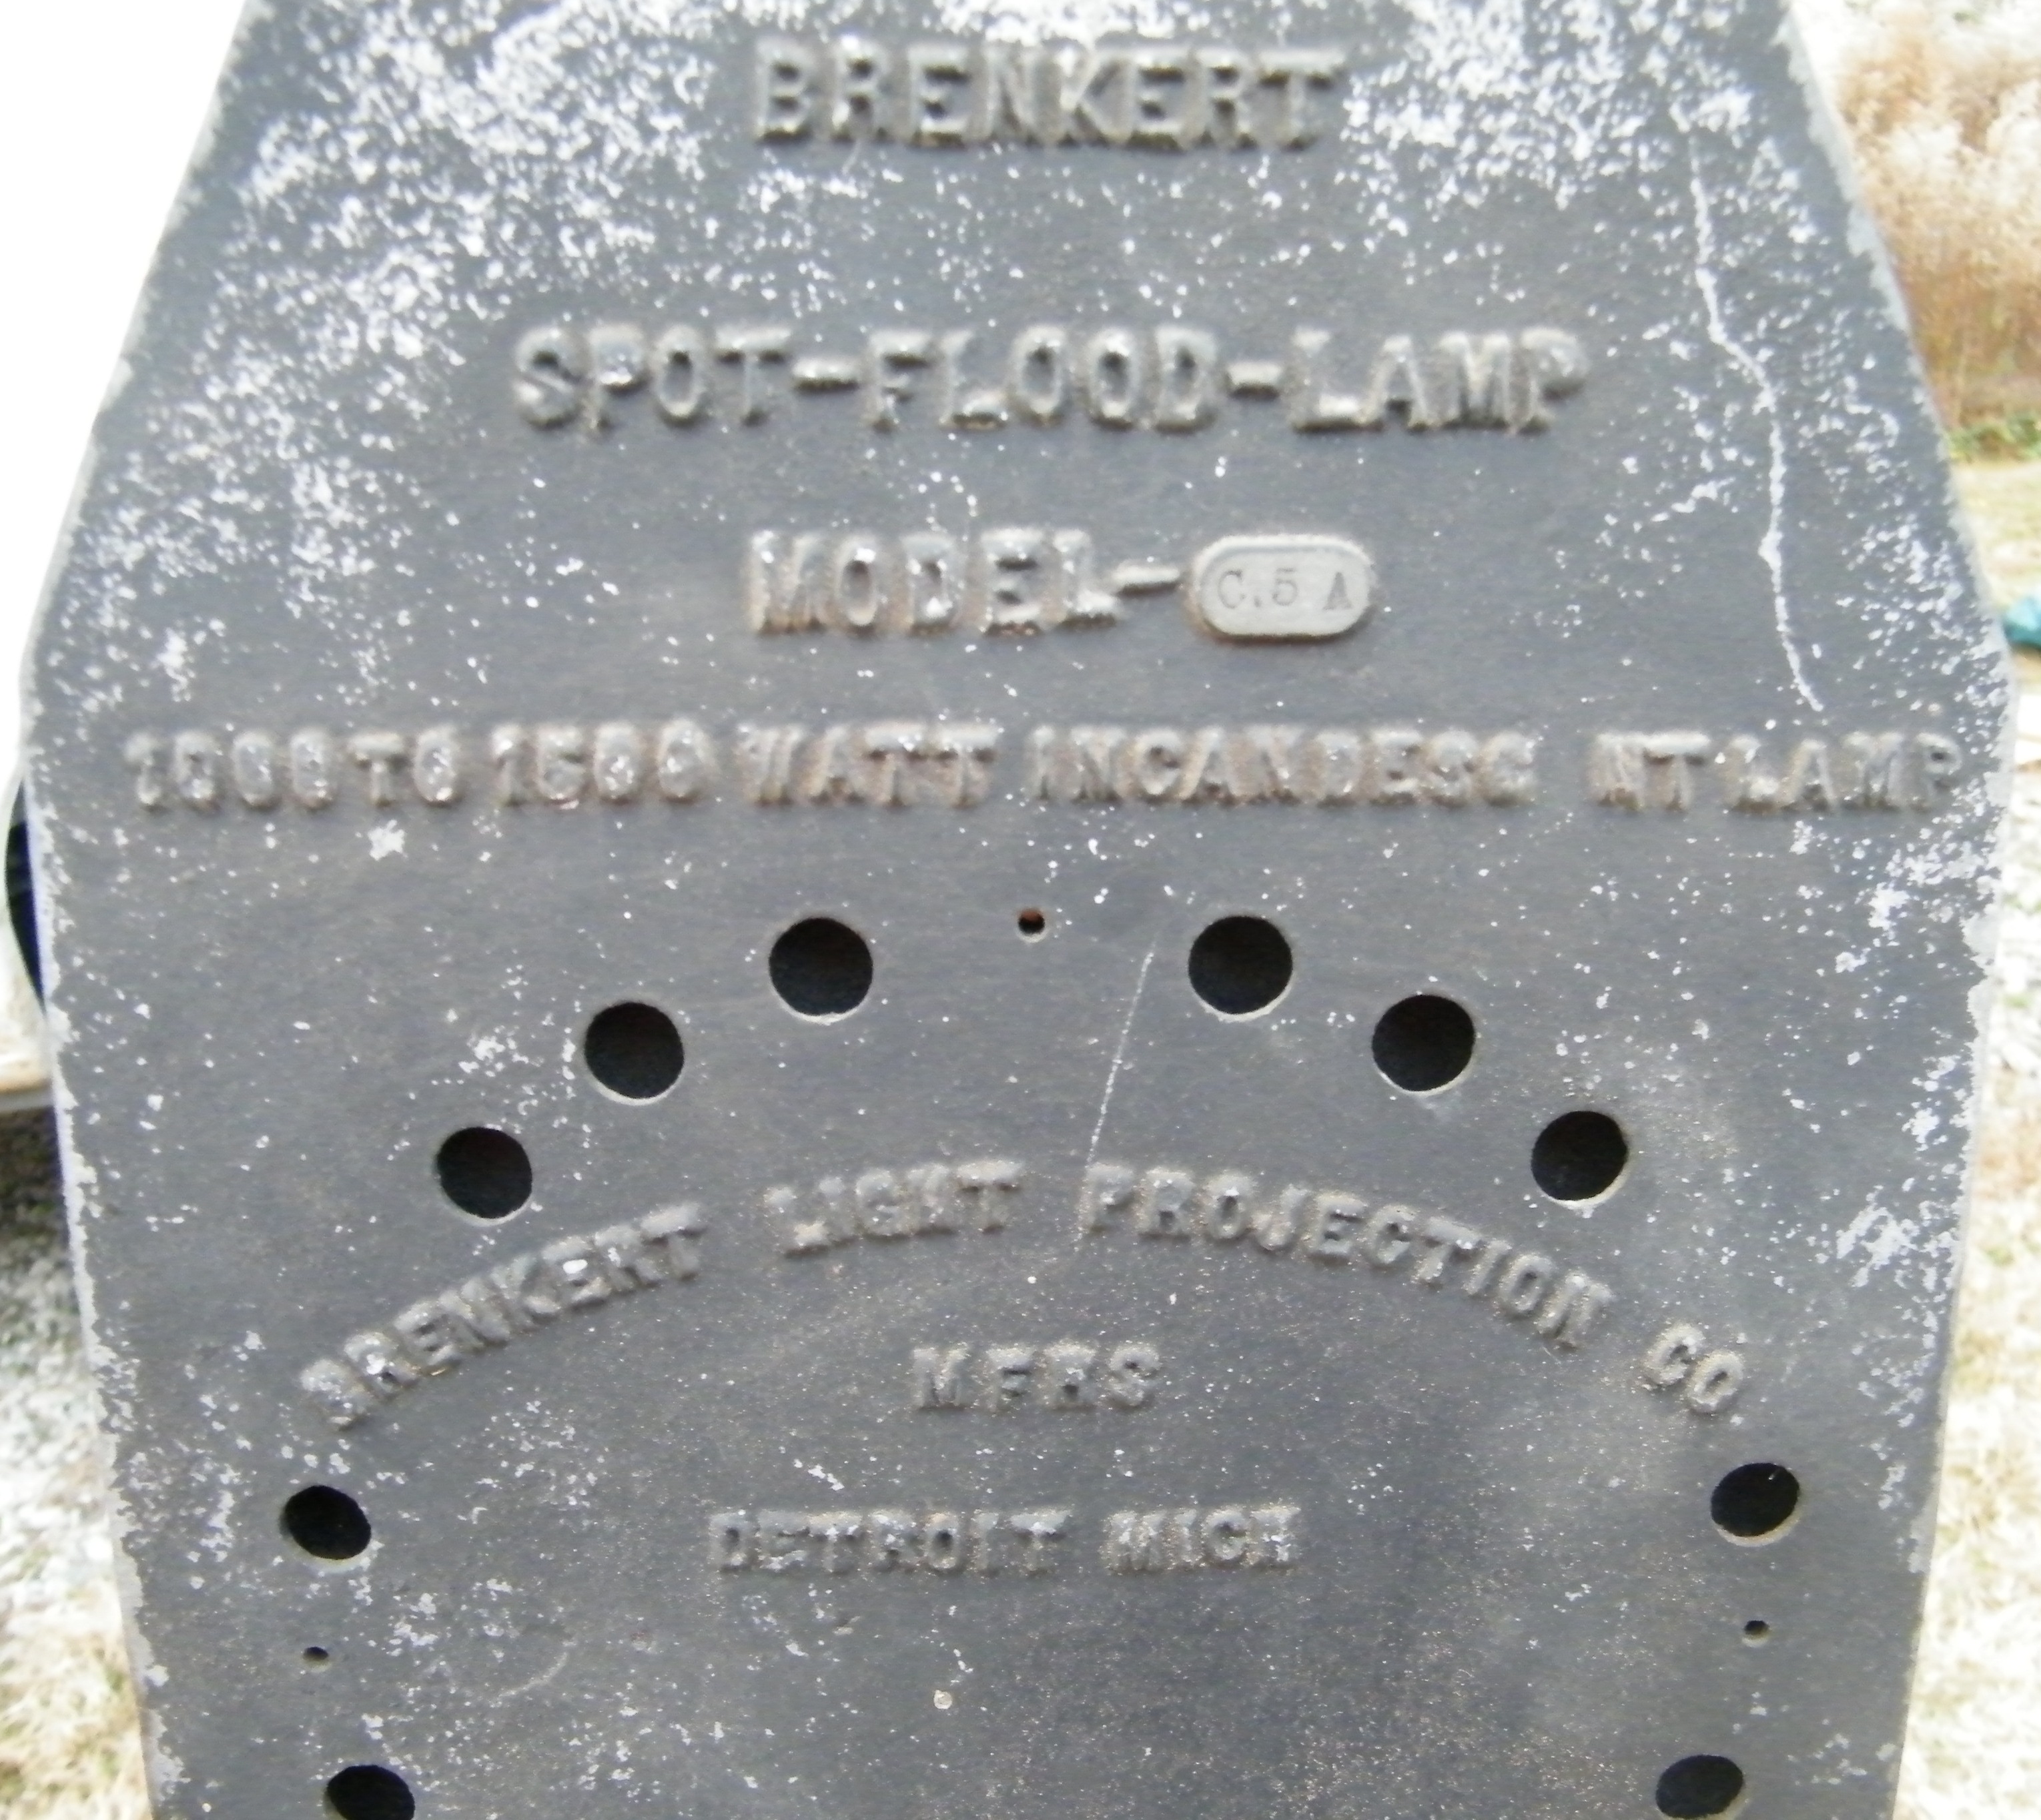 BRENKERT
SPOT-FLOOD-LAMP
MODEL-C.5 A
1000 TO 1500 WATT INCANDESC NT LAMP
BRENKERT LIGHT PROJECTION CO.
MFRS
DETROIT MICH